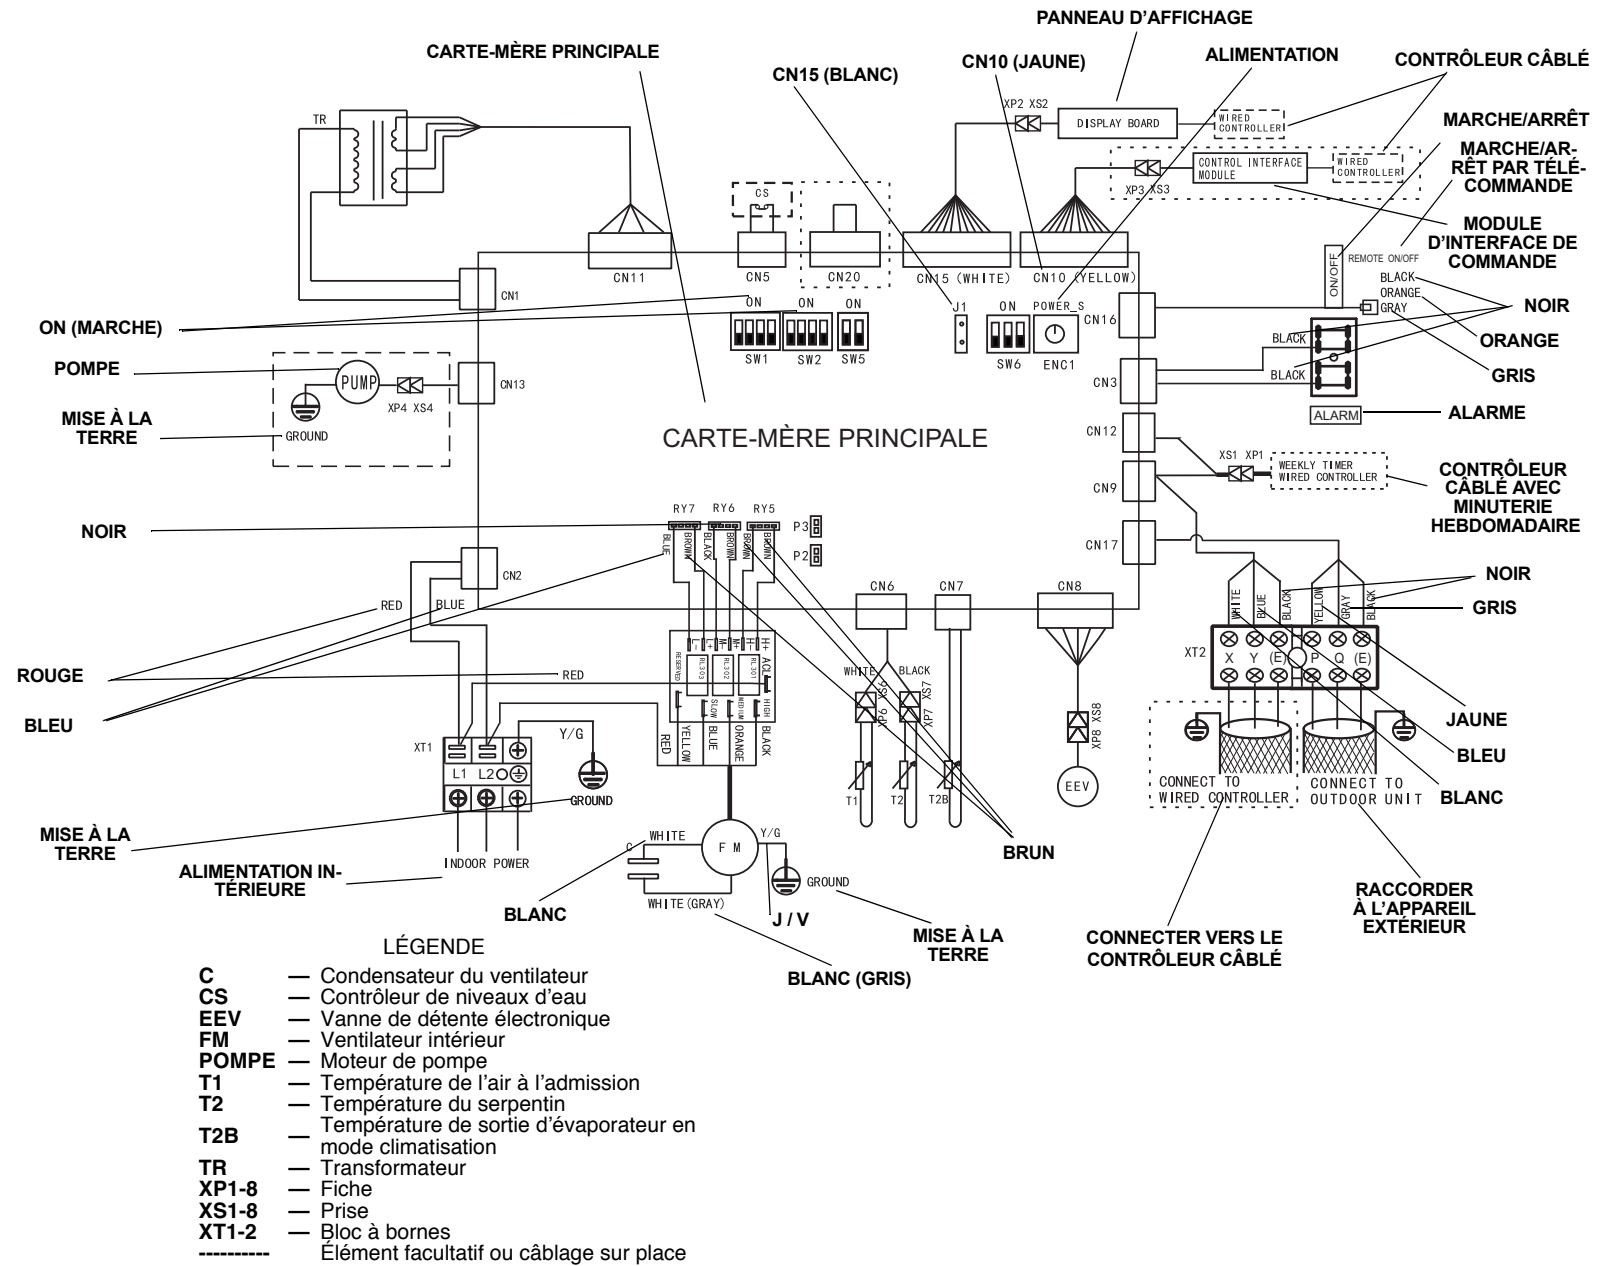 PANNEAU D'AFFICHAGE
CARTE-MÈRE PRINCIPALE
CN15 (BLANC)
CN10 (JAUNE)
ALIMENTATION
CONTRÔLEUR CÂBLÉ
XP2 XS2
DISPLAY BOARD
WIRED
CONTROLLER
TR
MARCHE/ARRÊT
MARCHE/AR-
RÊT PAR TÉLÉ-
COMMANDE
CONTROL INTERFACE
MODULE
WIRED
CONTROLLER
XP3 XS3
CS
MODULE
D'INTERFACE DE
COMMANDE
CN11
CN5
CN20
CN15 (WHITE)
CN10 (YELLOW)
ON/OFF
REMOTE ON/OFF
BLACK
ORANGE
GRAY
CN1
ON
ON
ON
J1
ON
POWER_S
CN16
NOIR
ON (MARCHE)
ORANGE
BLACK
SW1
SW2
SW5
SW6
ENC1
POMPE
PUMP
CN13
CN3
BLACK
GRIS
XP4 XS4
ALARM
ALARME
MISE À LA
TERRE
GROUND
CARTE-MÈRE PRINCIPALE
CN12
XS1 XP1
WEEKLY TIMER
WIRED CONTROLLER
CN9
CONTRÔLEUR
CÂBLÉ AVEC
MINUTERIE
HEBDOMADAIRE
NOIR
RY7
RY6
RY5
P3
P2
BLUE
BROWN
BLACK
BROWN
BROWN
BROWN
CN17
CN2
CN6
CN7
CN8
NOIR
GRIS
RED
BLUE
WHITE
BLUE
BLACK
YELLOW
GRAY
BLACK
XT2
X
Y
(E)
P
Q
(E)
L-
L+
M-
M+
H-
H+
RESERVED
RL303
RL302
RL301
ACL
SLOW
MEDIUM
HIGH
ROUGE
RED
WHITE
BLACK
XP6 XS6
XP7 XS7
XP8 XS8
BLEU
JAUNE
XT1
Y/G
RED
YELLOW
BLUE
ORANGE
BLACK
L1
L2
GROUND
T1
T2
T2B
EEV
BLEU
CONNECT TO
WIRED CONTROLLER
CONNECT TO
OUTDOOR UNIT
BLANC
MISE À LA
TERRE
WHITE
C
F M
Y/G
BRUN
INDOOR POWER
ALIMENTATION IN-
TÉRIEURE
GROUND
WHITE(GRAY)
BLANC
J / V
RACCORDER
À L'APPAREIL
EXTÉRIEUR
MISE À LA
TERRE
CONNECTER VERS LE
CONTRÔLEUR CÂBLÉ
BLANC (GRIS)
LÉGENDE
C — Condensateur du ventilateur
CS — Contrôleur de niveaux d'eau
EEV — Vanne de détente électronique
FM — Ventilateur intérieur
POMPE — Moteur de pompe
T1 — Température de l'air à l'admission
T2 — Température du serpentin
T2B — Température de sortie d'évaporateur en
mode climatisation
TR — Transformateur
XP1-8 — Fiche
XS1-8 — Prise
XT1-2 — Bloc à bornes
---------- Élément facultatif ou câblage sur place